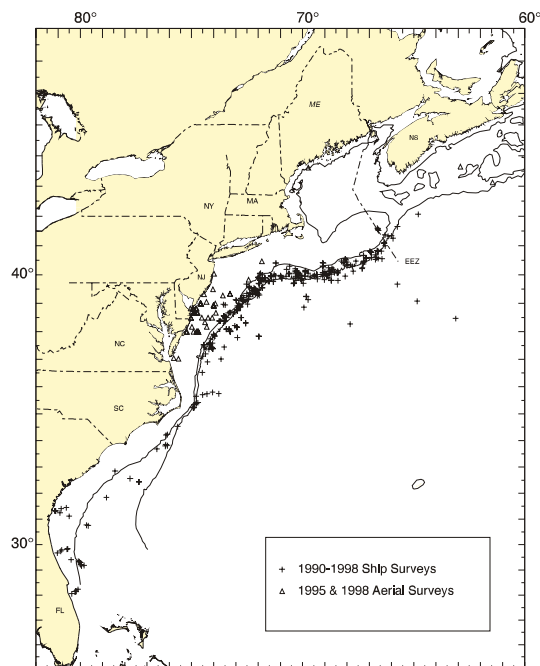 80° 70° 60°
ME
NS
NY MA
EEZ
40° NJ
NC
SC
30°
+ 1990-1998 Ship Surveys
△ 1995 & 1998 Aerial Surveys
FL